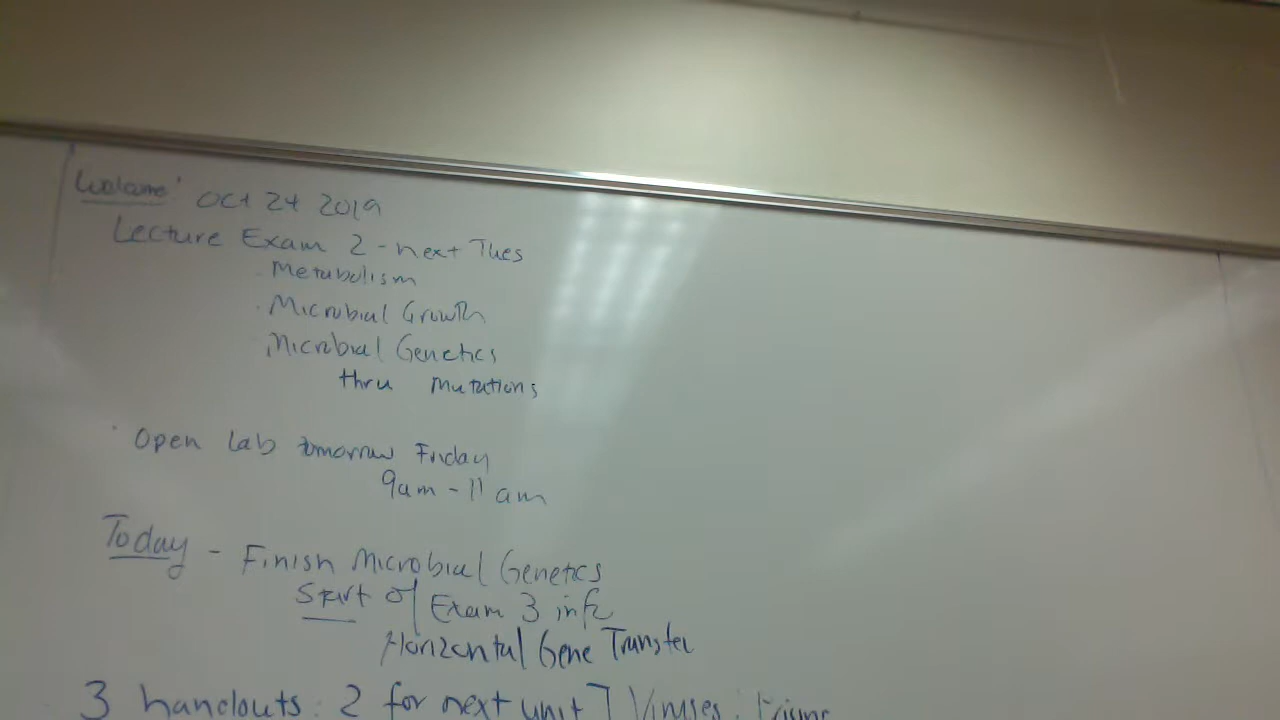 Welcome! Oct 24 2019
Lecture Exam 2 - next Tues
· Metabolism
· Microbial Growth
· Microbial Genetics
thru mutations
· Open lab tomorrow Friday
9am - 11 am
Today - Finish Microbial Genetics
Start of Exam 3 info
Horizontal Gene Transfer
3 handouts: 2 for next unit 7 Viruses,